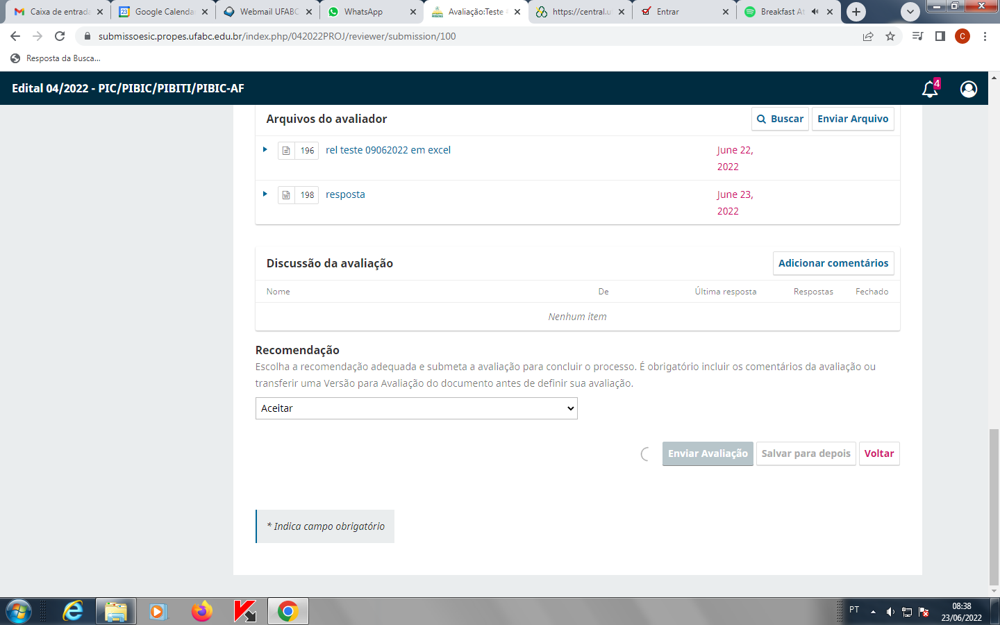 Caixa de entrada
Google Calenda
Webmail UFABC
WhatsApp
Avaliação:Teste
https://central.u
Entrar
Breakfast At
submissoesic.propes.ufabc.edu.br/index.php/042022PROJ/reviewer/submission/100
C
Resposta da Busca...
Edital 04/2022 - PIC/PIBIC/PIBITI/PIBIC-AF
4
Arquivos do avaliador
Buscar
Enviar Arquivo
196 rel teste 09062022 em excel June 22,
2022
198 resposta June 23,
2022
Discussão da avaliação
Adicionar comentários
Nome De Última resposta Respostas Fechado
Nenhum item
Recomendação
Escolha a recomendação adequada e submeta a avaliação para concluir o processo. É obrigatório incluir os comentários da avaliação ou
transferir uma Versão para Avaliação do documento antes de definir sua avaliação.
Aceitar
Enviar Avaliação
Salvar para depois
Voltar
* Indica campo obrigatório
PT
08:38
23/06/2022